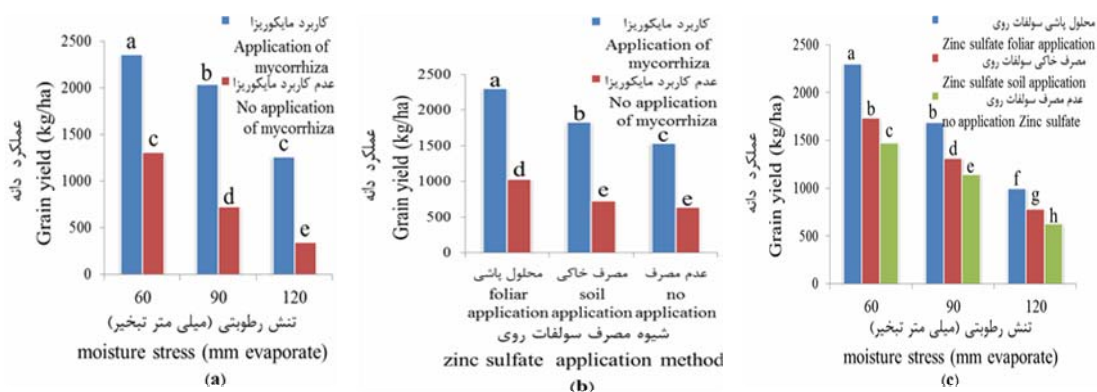 کاربرد مایکوریزا
Application of
mycorrhiza
عدم کاربرد مایکوریزا
No application
of mycorrhiza
عملکرد دانه
Grain yield (kg/ha)
2500
2000
1500
1000
500
0
a
c
b
d
c
e
60 90 120
تنش رطوبتی (میلی متر تبخیر)
moisture stress (mm evaporate)
(a)
کاربرد مایکوریزا
Application of
mycorrhiza
عدم کاربرد مایکوریزا
No application
of mycorrhiza
عملکرد دانه
Grain yield (kg/ha)
2500
2000
1500
1000
500
0
a
d
b
e
c
e
محلول پاشی مصرف خاکی عدم مصرف
foliar soil no
application application application
شیوه مصرف سولفات روی
zinc sulfate application method
(b)
محلول پاشی سولفات روی
Zinc sulfate foliar application
مصرف خاکی سولفات روی
Zinc sulfate soil application
عدم مصرف سولفات روی
no application Zinc sulfate
عملکرد دانه
Grain yield (kg/ha)
2500
2000
1500
1000
500
0
a
b
c
b
d
e
f
g
h
60 90 120
تنش رطوبتی (میلی متر تبخیر)
moisture stress (mm evaporate)
(c)